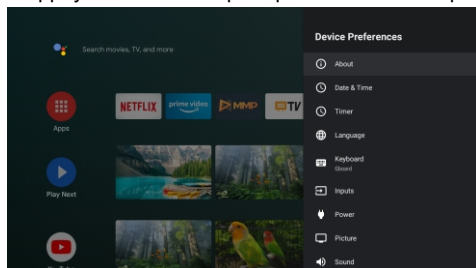 Search movies, TV, and more
Apps
NETFLIX
prime video
MMP
TV
Play Next
Device Preferences
About
Date & Time
Timer
Language
Keyboard
Gboard
Inputs
Power
Picture
Sound